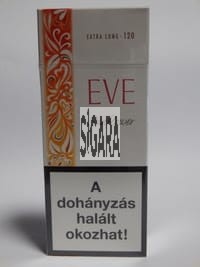 EXTRA LONG · 120
EVE
SİGARA
A
dohányzás
halált
okozhat!